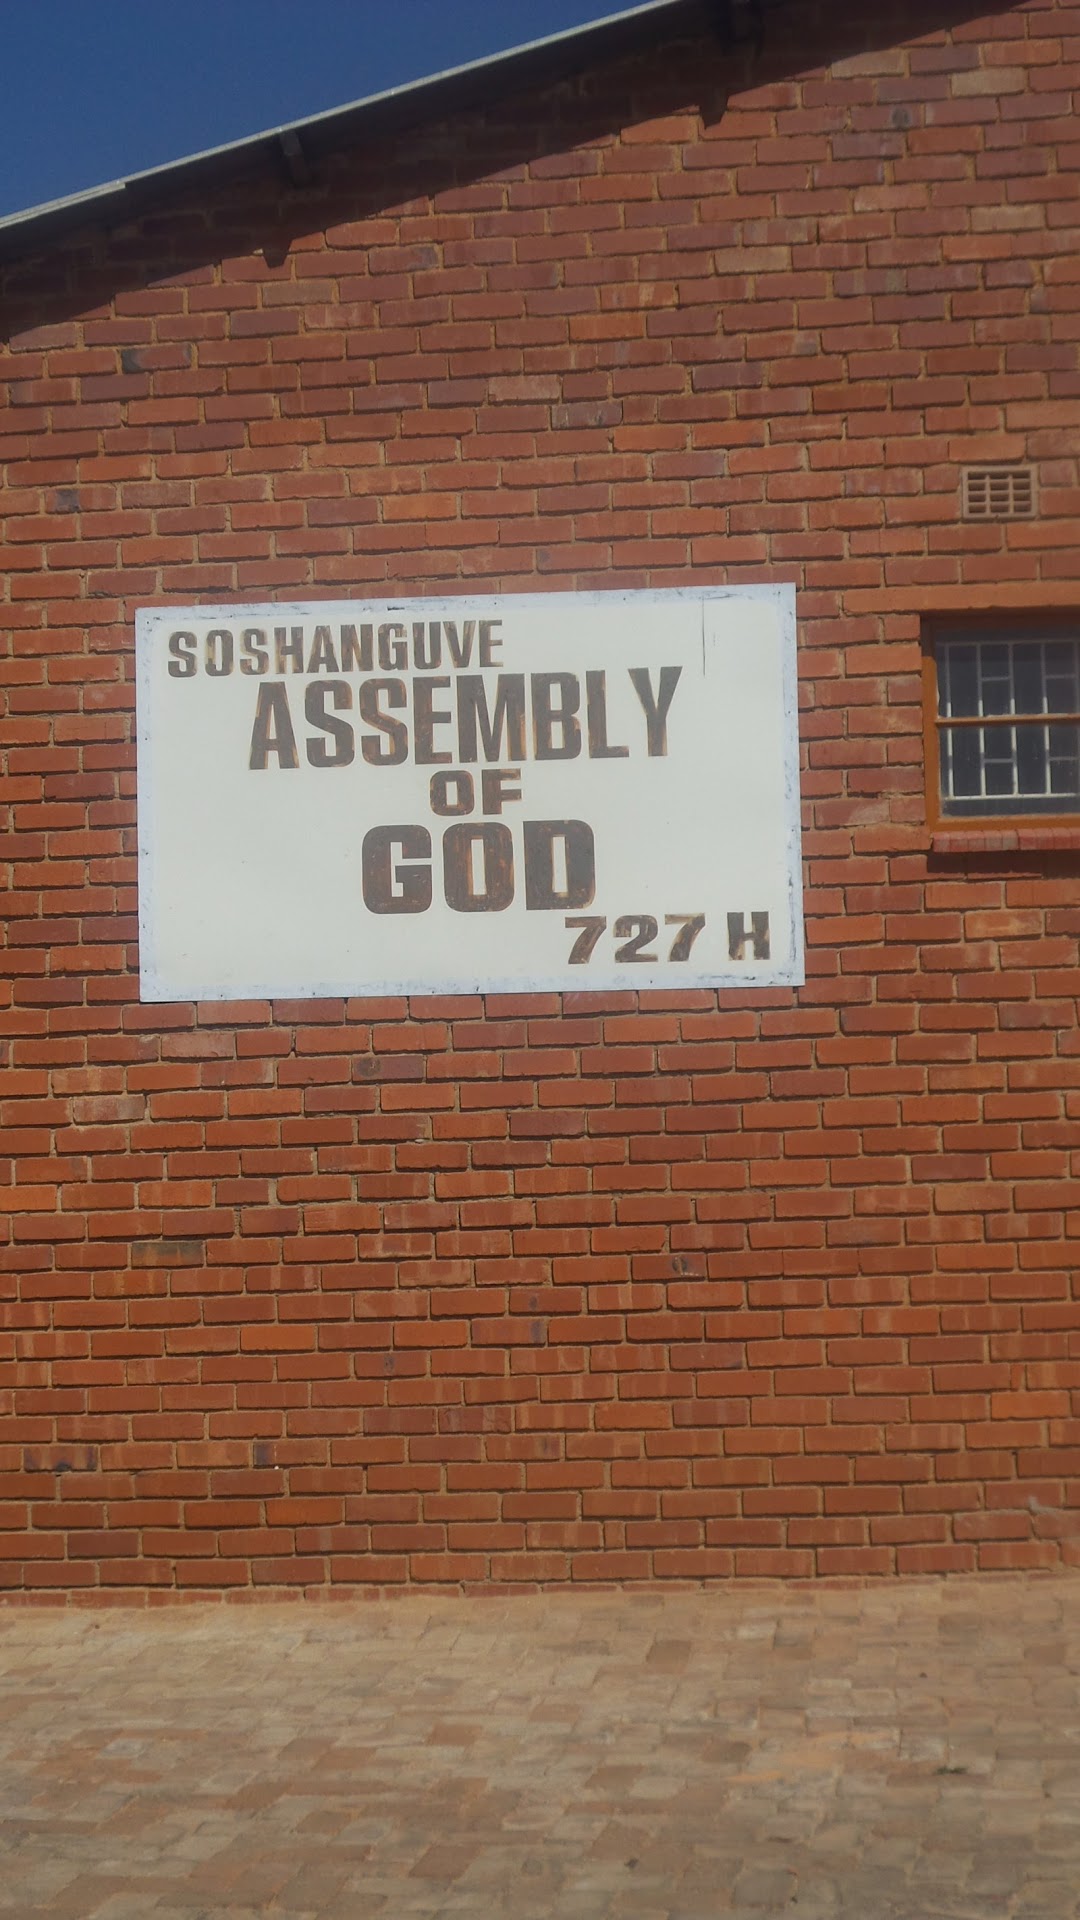 SOSHANGUVE
ASSEMBLY
OF
GOD
727 H